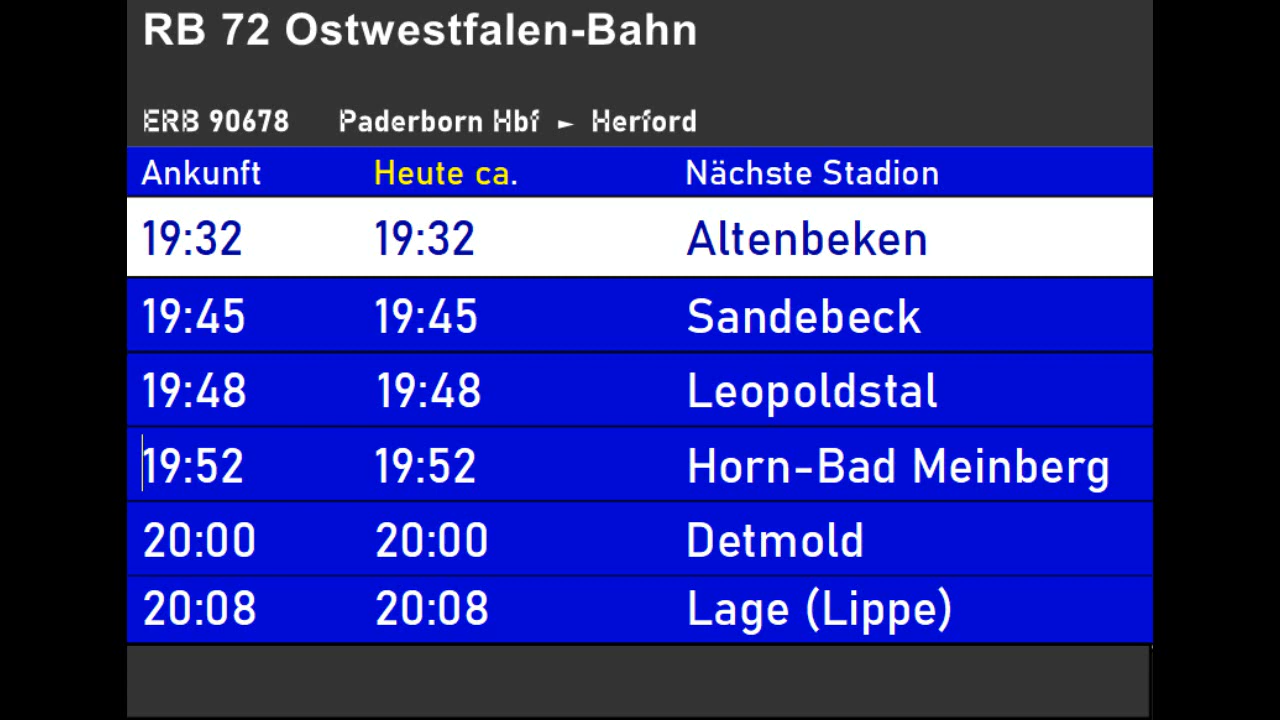 RB 72 Ostwestfalen-Bahn
ERB 90678 Paderborn Hbf ► Herford
Ankunft Heute ca. Nächste Stadion
19:32 19:32 Altenbeken
19:45 19:45 Sandebeck
19:48 19:48 Leopoldstal
19:52 19:52 Horn-Bad Meinberg
20:00 20:00 Detmold
20:08 20:08 Lage (Lippe)